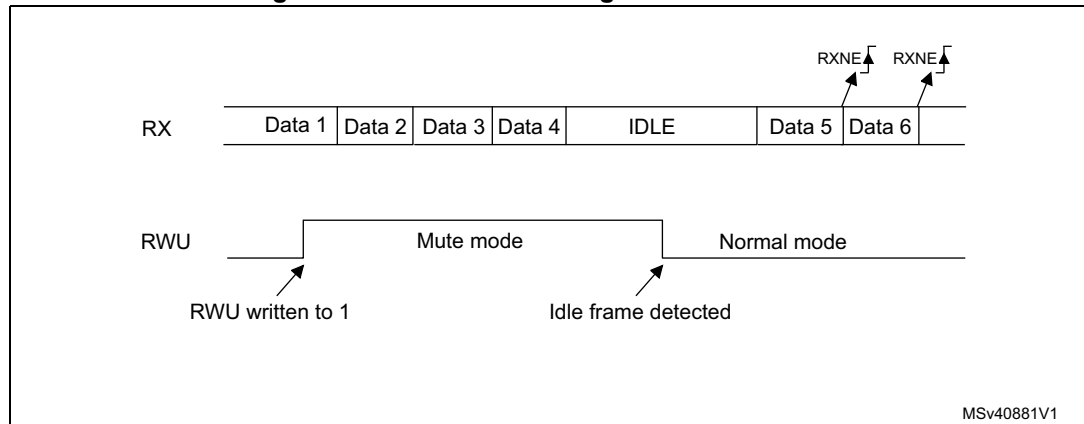 RXNE RXNE
RX Data 1 Data 2 Data 3 Data 4 IDLE Data 5 Data 6
RWU Mute mode Normal mode
RWU written to 1 Idle frame detected
MSv40881V1